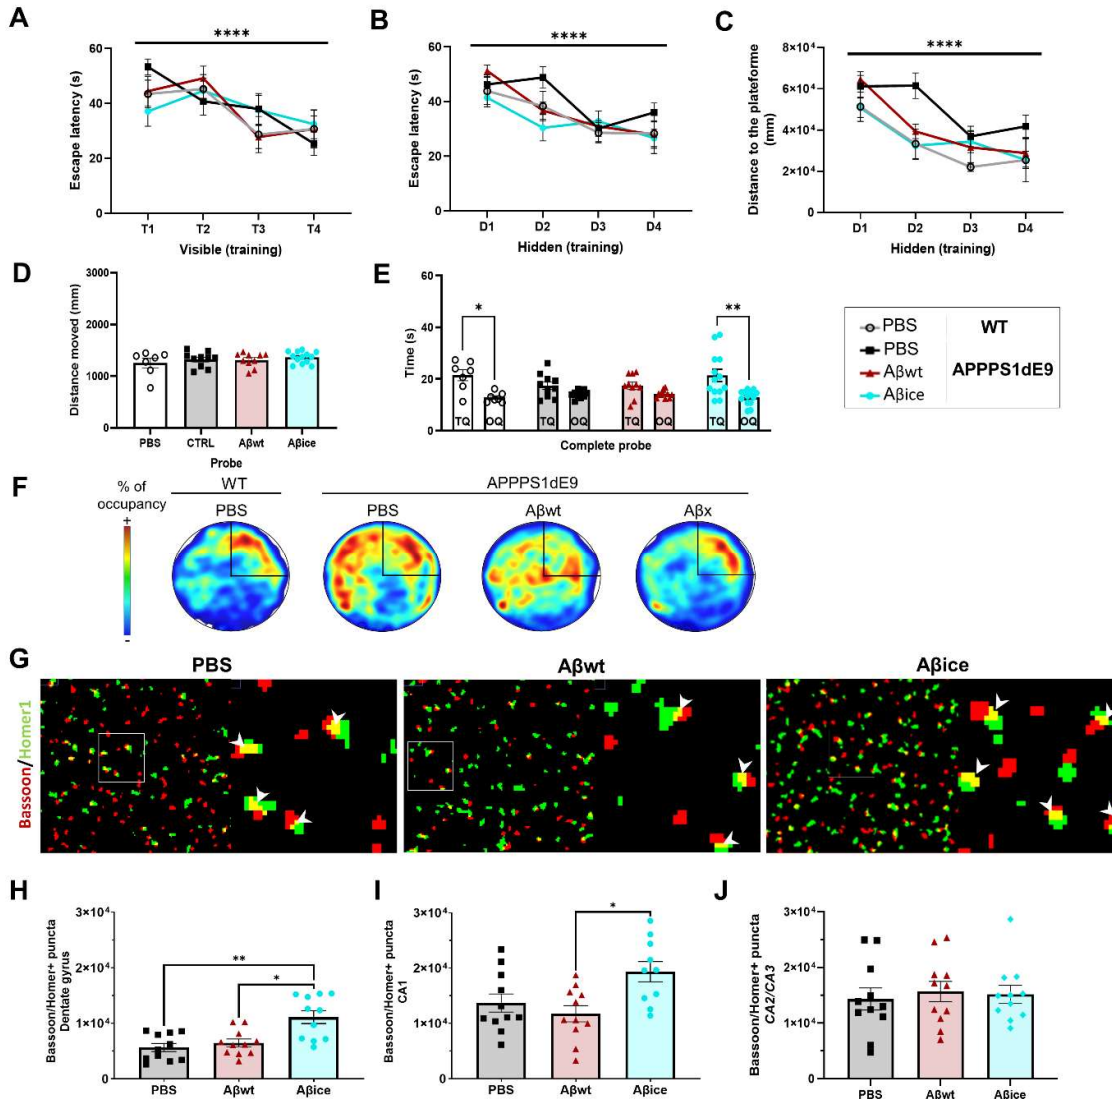 A
****
Escape latency (s)
60
40
20
0
T1 T2 T3 T4
Visible (training)
B
****
Escape latency (s)
60
40
20
0
D1 D2 D3 D4
Hidden (training)
C
****
Distance to the plateforme
(mm)
8×10⁴
6×10⁴
4×10⁴
2×10⁴
0
D1 D2 D3 D4
Hidden (training)
D
Distance moved (mm)
3000
2000
1000
0
PBS CTRL Aβwt Aβice
Probe
E
Time (s)
60
40
20
0
*
**
TQ OQ TQ OQ TQ OQ TQ OQ
Complete probe
PBS WT
PBS
Aβwt APPPS1dE9
Aβice
F
% of
occupancy
+
-
WT
APPPS1dE9
PBS PBS Aβwt Aβx
G
PBS Aβwt Aβice
Bassoon/Homer1
H
Bassoon/Homer+ puncta
Dentate gyrus
3×10⁴
2×10⁴
1×10⁴
0
**
*
PBS Aβwt Aβice
I
Bassoon/Homer+ puncta
CA1
3×10⁴
2×10⁴
1×10⁴
0
*
PBS Aβwt Aβice
J
Bassoon/Homer+ puncta
CA2/CA3
3×10⁴
2×10⁴
1×10⁴
0
PBS Aβwt Aβice